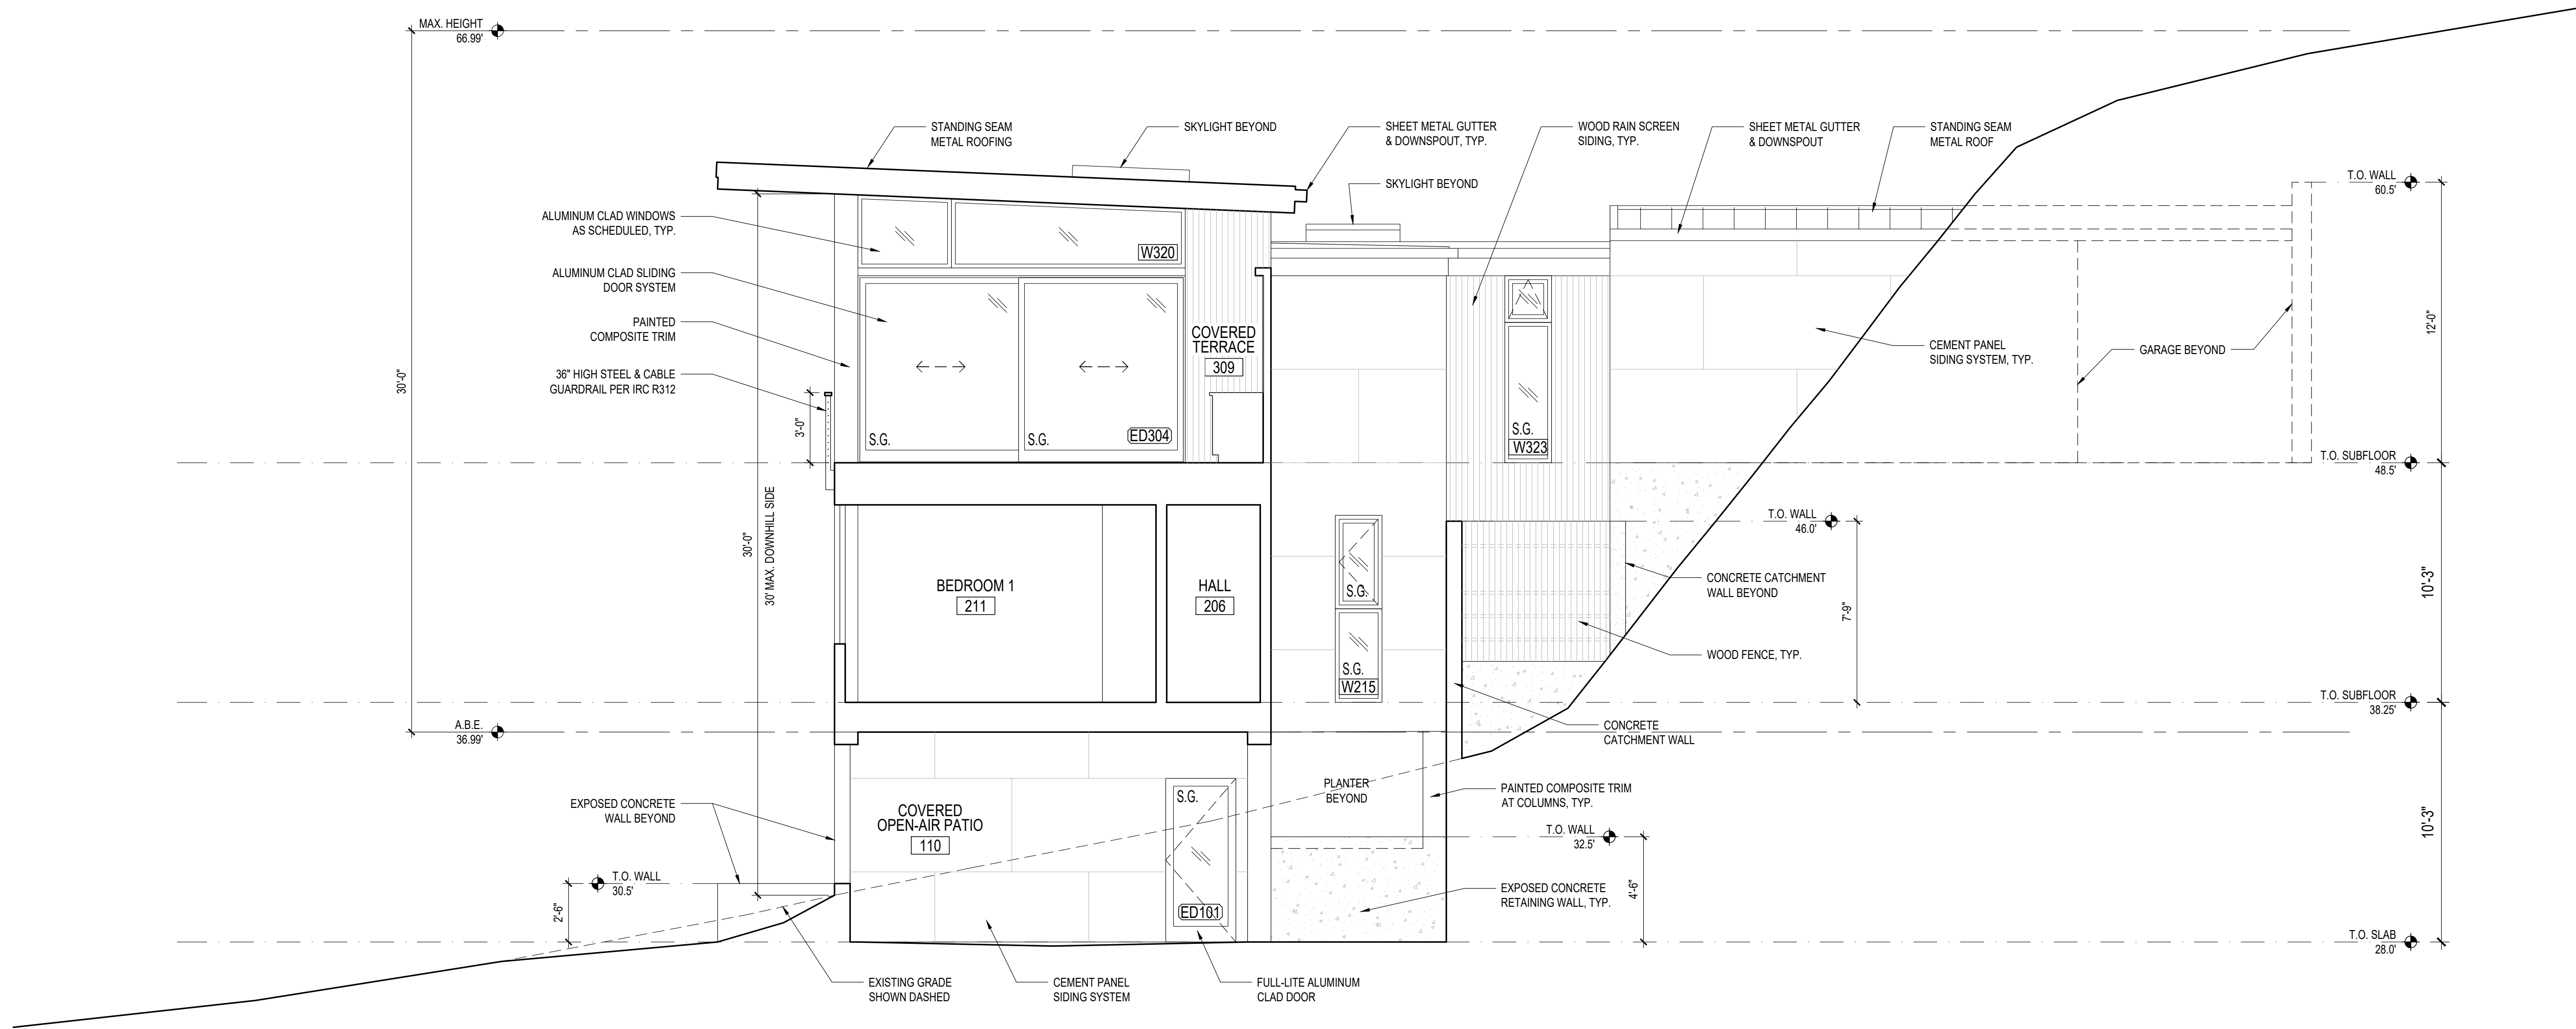 MAX. HEIGHT
66.99'
STANDING SEAM
METAL ROOFING
SKYLIGHT BEYOND
SHEET METAL GUTTER
& DOWNSPOUT, TYP.
WOOD RAIN SCREEN
SIDING, TYP.
SHEET METAL GUTTER
& DOWNSPOUT
STANDING SEAM
METAL ROOF
SKYLIGHT BEYOND
T.O. WALL
60.5'
ALUMINUM CLAD WINDOWS
AS SCHEDULED, TYP.
W320
ALUMINUM CLAD SLIDING
DOOR SYSTEM
PAINTED
COMPOSITE TRIM
COVERED
TERRACE
309
12'-0"
CEMENT PANEL
SIDING SYSTEM, TYP.
GARAGE BEYOND
36" HIGH STEEL & CABLE
GUARDRAIL PER IRC R312
30'-0"
3'-0"
S.G.
S.G.
ED304
S.G.
W323
T.O. SUBFLOOR
48.5'
T.O. WALL
46.0'
30'-0"
30' MAX. DOWNHILL SIDE
BEDROOM 1
211
HALL
206
S.G.
CONCRETE CATCHMENT
WALL BEYOND
7'-9"
10'-3"
WOOD FENCE, TYP.
S.G.
W215
T.O. SUBFLOOR
38.25'
A.B.E.
36.99'
CONCRETE
CATCHMENT WALL
PLANTER
BEYOND
PAINTED COMPOSITE TRIM
AT COLUMNS, TYP.
EXPOSED CONCRETE
WALL BEYOND
COVERED
OPEN-AIR PATIO
110
S.G.
T.O. WALL
32.5'
10'-3"
T.O. WALL
30.5'
2'-6"
ED101
EXPOSED CONCRETE
RETAINING WALL, TYP.
4'-6"
T.O. SLAB
28.0'
EXISTING GRADE
SHOWN DASHED
CEMENT PANEL
SIDING SYSTEM
FULL-LITE ALUMINUM
CLAD DOOR